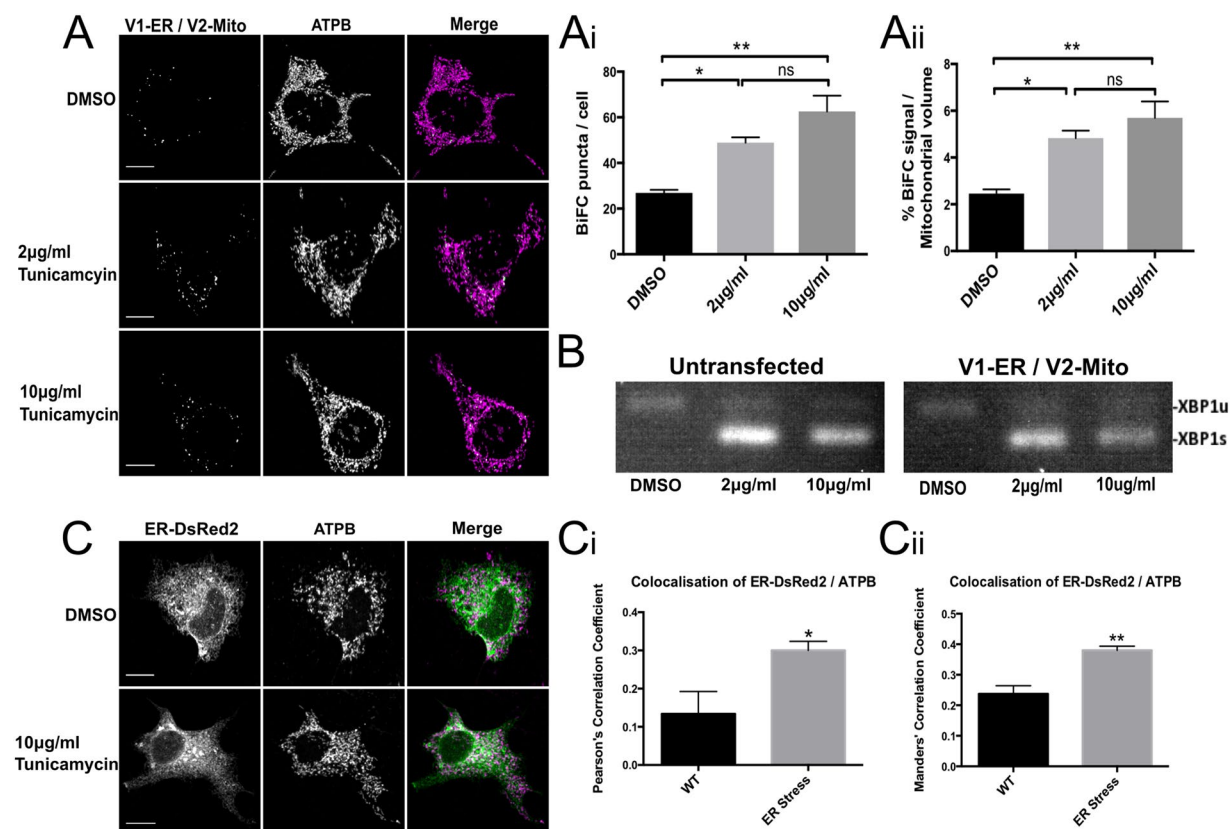 A
V1-ER / V2-Mito
ATPB
Merge
DMSO
2µg/ml
Tunicamcyin
10µg/ml
Tunicamycin
Ai
BiFC puncta / cell
80
60
40
20
0
**
*
ns
DMSO
2µg/ml
10µg/ml
Aii
% BiFC signal /
Mitochondrial volume
8
6
4
2
0
**
*
ns
DMSO
2µg/ml
10µg/ml
B
Untransfected
V1-ER / V2-Mito
-XBP1u
-XBP1s
DMSO
2µg/ml
10µg/ml
DMSO
2µg/ml
10ug/ml
C
ER-DsRed2
ATPB
Merge
DMSO
10µg/ml
Tunicamycin
Ci
Colocalisation of ER-DsRed2 / ATPB
Pearson's Correlation Coefficient
0.4
0.3
0.2
0.1
0.0
*
WT
ER Stress
Cii
Colocalisation of ER-DsRed2 / ATPB
Manders' Correlation Coefficient
0.5
0.4
0.3
0.2
0.1
0.0
**
WT
ER Stress